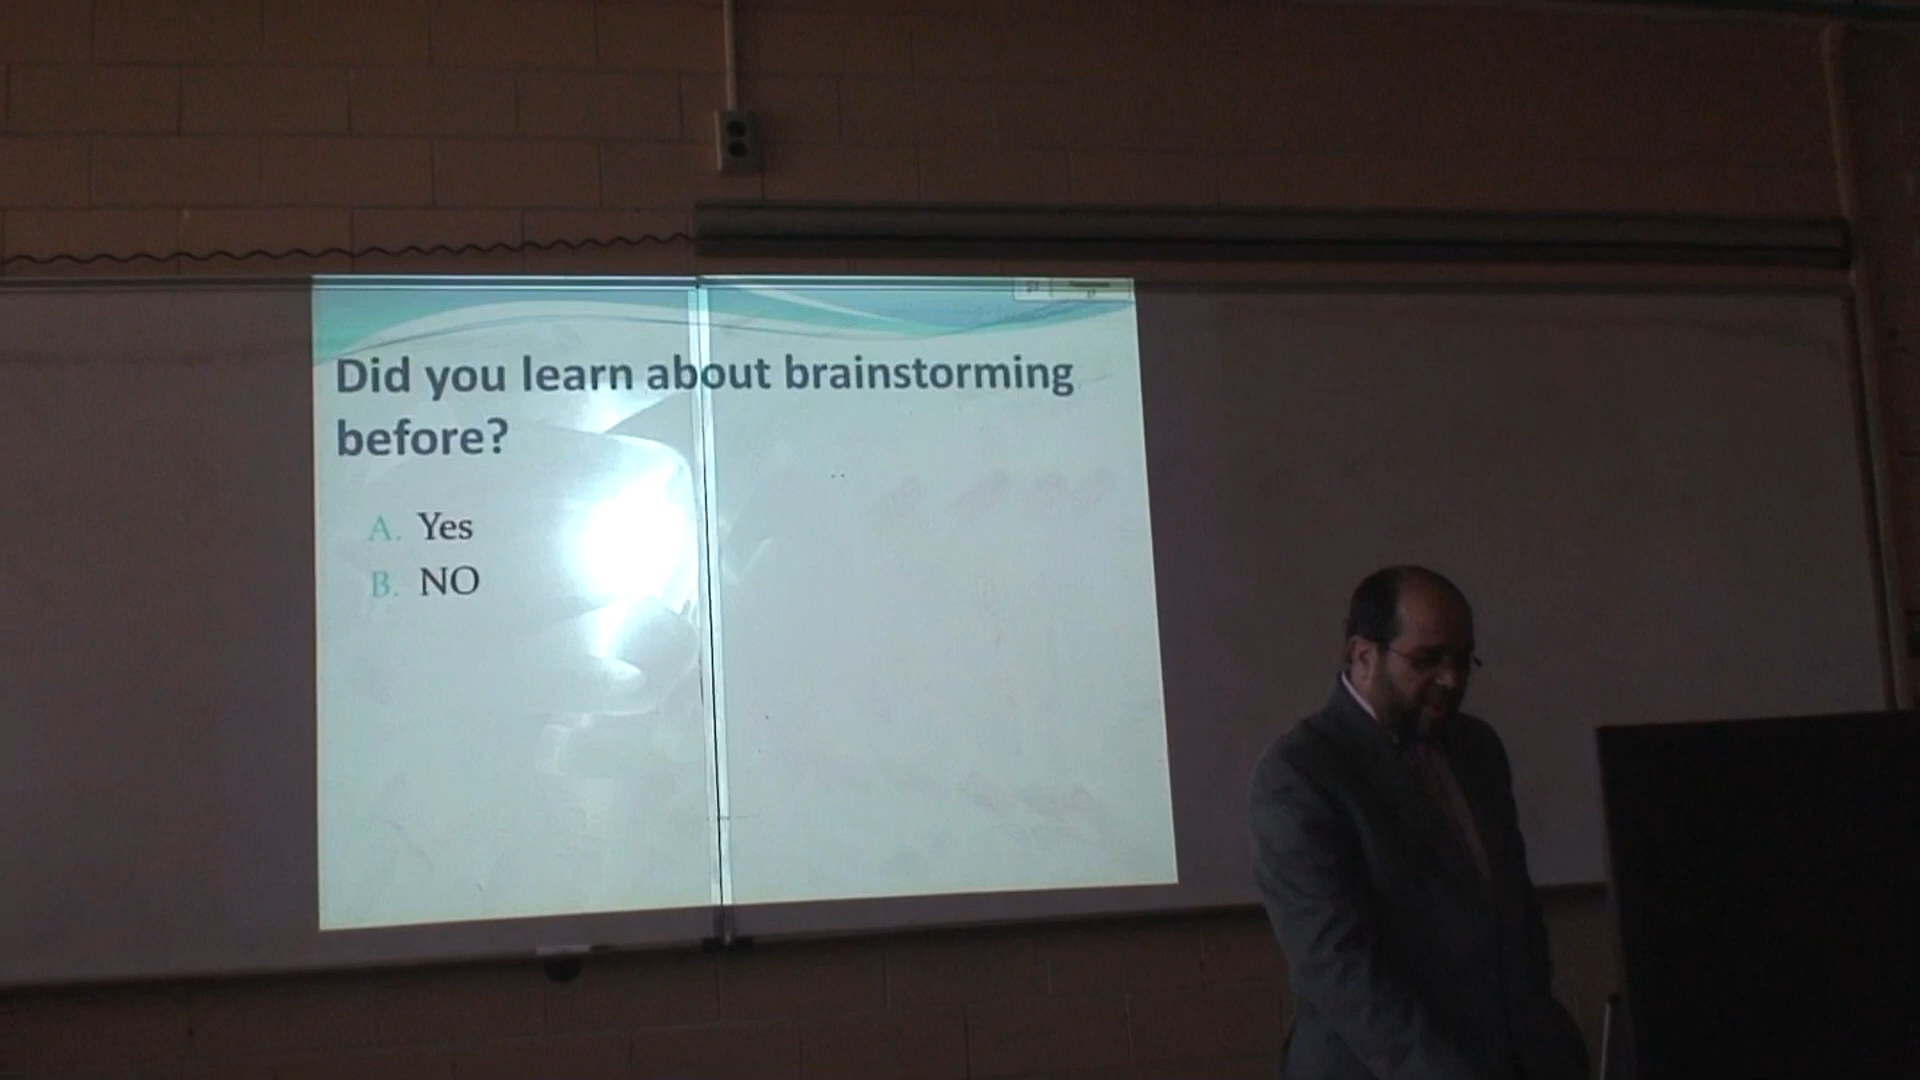 Did you learn about brainstorming
before?
A. Yes
B. NO